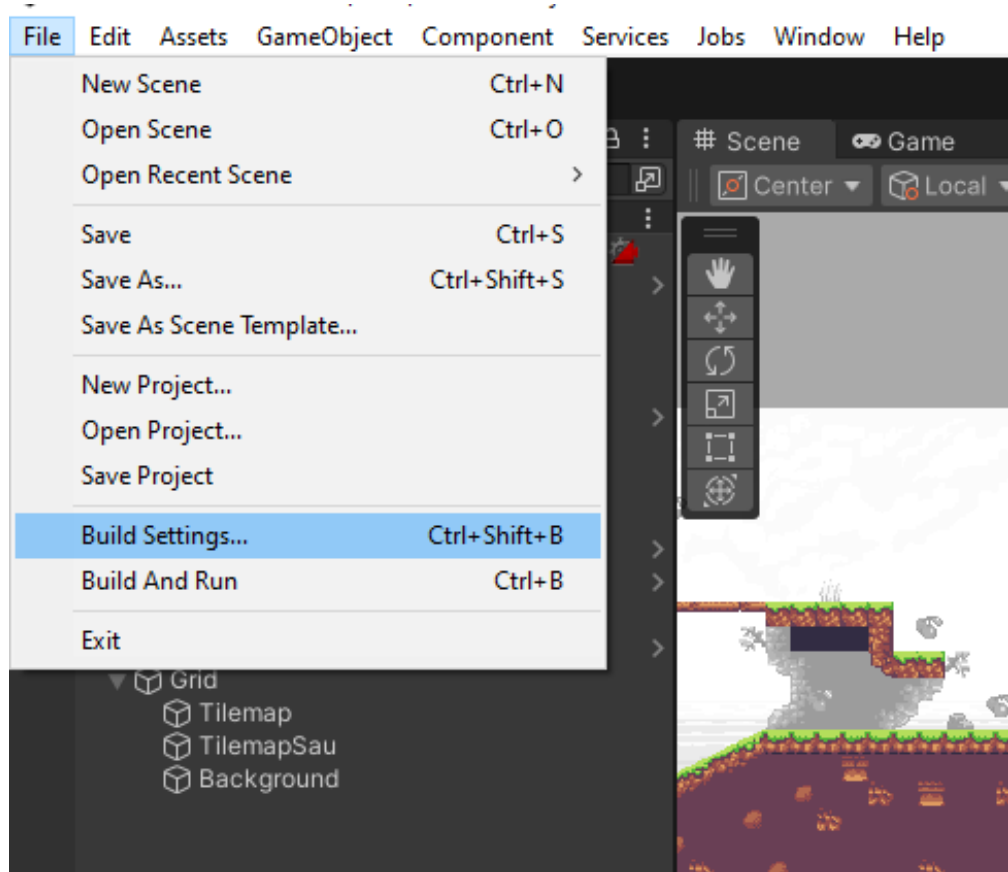 File Edit Assets GameObject Component Services Jobs Window Help
New Scene Ctrl+N
Open Scene Ctrl+O
Open Recent Scene
Save Ctrl+S
Save As... Ctrl+Shift+S
Save As Scene Template...
New Project...
Open Project...
Save Project
Build Settings... Ctrl+Shift+B
Build And Run Ctrl+B
Exit
Scene Game
Center Local
Grid
Tilemap
TilemapSau
Background